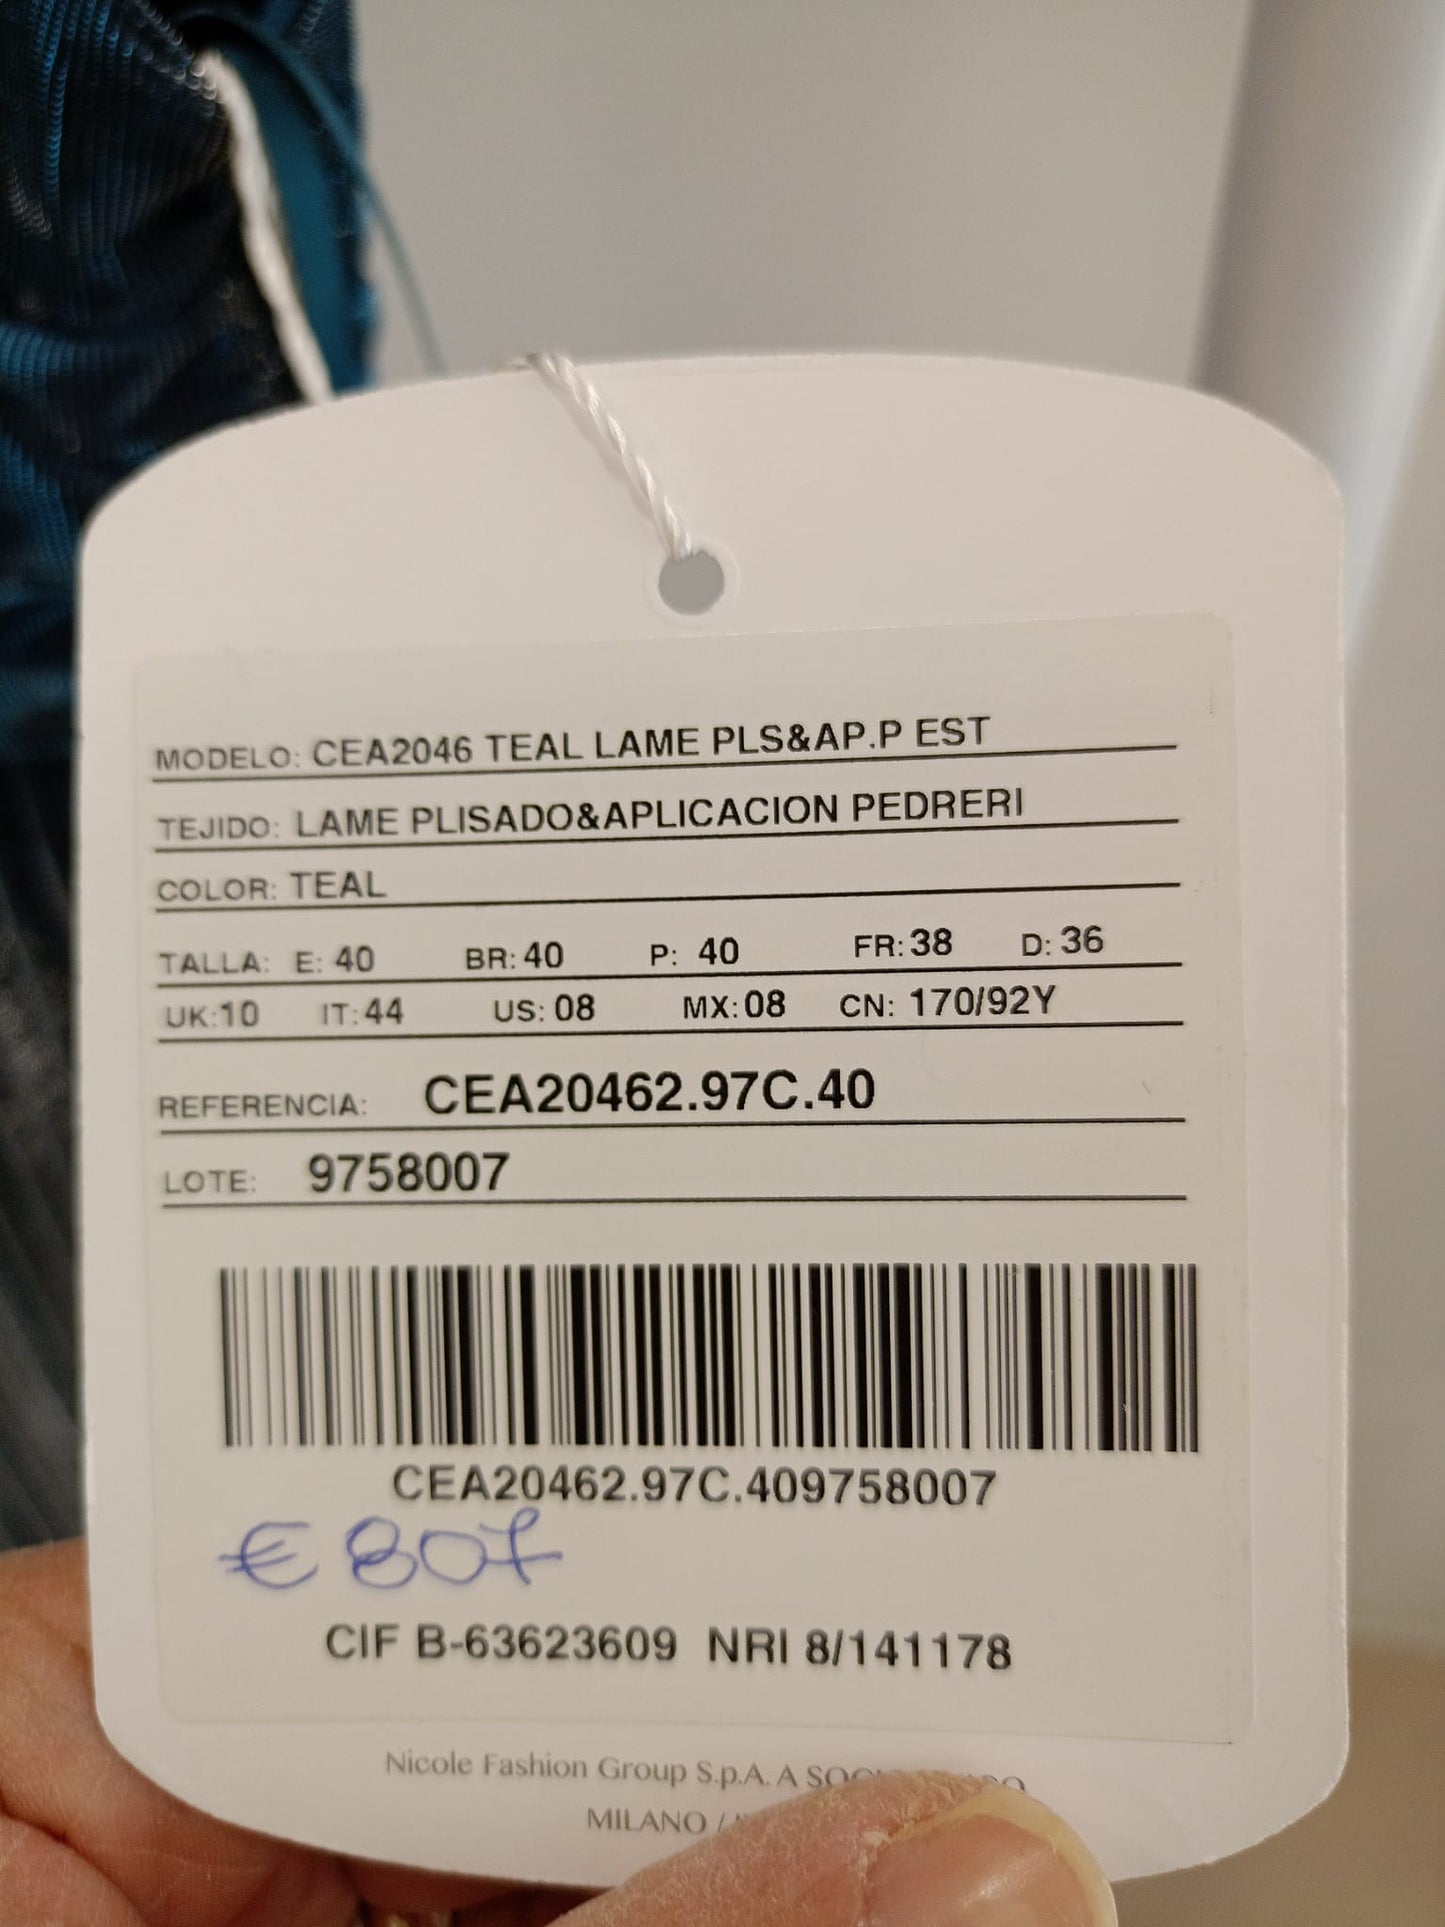 MODELO: CEA2046 TEAL LAME PLS&AP.P EST
TEJIDO: LAME PLISADO&APLICACION PEDRERI
COLOR: TEAL
TALLA: E: 40 BR: 40 P: 40 FR: 38 D: 36
UK:10 IT:44 US: 08 MX: 08 CN: 170/92Y
REFERENCIA: CEA20462.97C.40
LOTE: 9758007
CEA20462.97C.409758007
€ 807
CIF B-63623609 NRI 8/141178
Nicole Fashion Group S.p.A. A
MILANO /